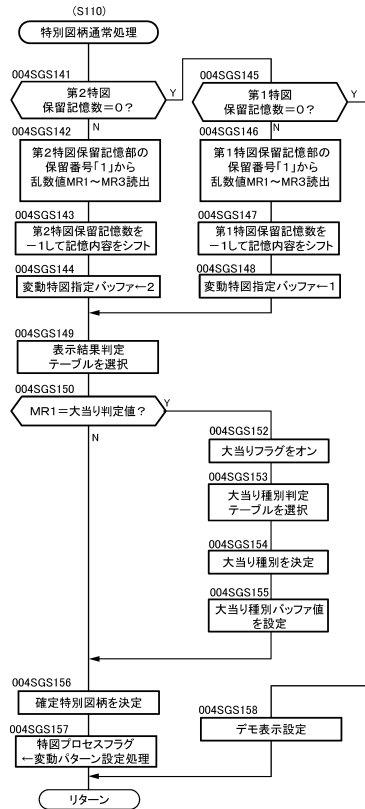 (S110)
特別図柄通常処理
004SGS141
第2特図
保留記憶数=0?
Y
N
004SGS142
第2特図保留記憶部の
保留番号「1」から
乱数値MR1～MR3読出
004SGS143
第2特図保留記憶数を
－1して記憶内容をシフト
004SGS144
変動特図指定バッファ←2
004SGS145
第1特図
保留記憶数=0?
Y
N
004SGS146
第1特図保留記憶部の
保留番号「1」から
乱数値MR1～MR3読出
004SGS147
第1特図保留記憶数を
－1して記憶内容をシフト
004SGS148
変動特図指定バッファ←1
004SGS149
表示結果判定
テーブルを選択
004SGS150
MR1=大当り判定値?
Y
N
004SGS152
大当りフラグをオン
004SGS153
大当り種別判定
テーブルを選択
004SGS154
大当り種別を決定
004SGS155
大当り種別バッファ値
を設定
004SGS156
確定特別図柄を決定
004SGS157
特図プロセスフラグ
←変動パターン設定処理
004SGS158
デモ表示設定
リターン